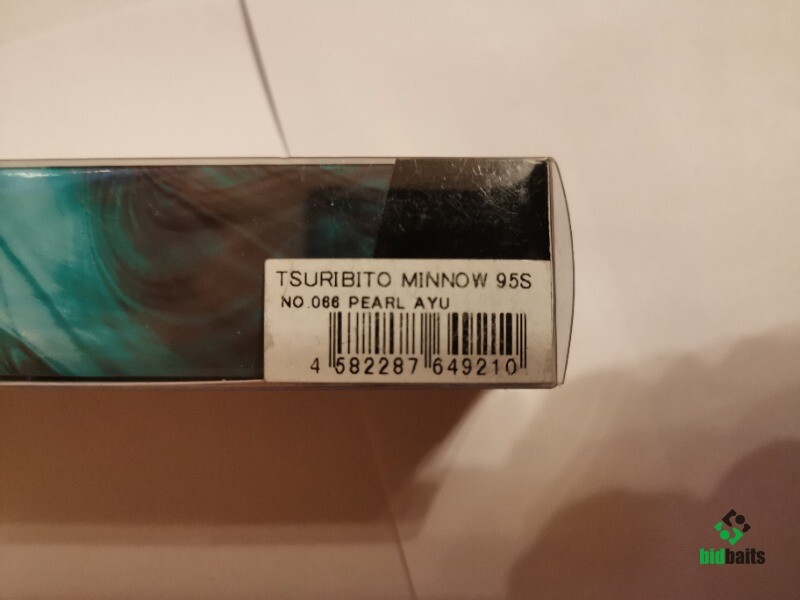 TSURIBITO MINNOW 95S
NO.066 PEARL AYU
4 582287 649210
bidbaits